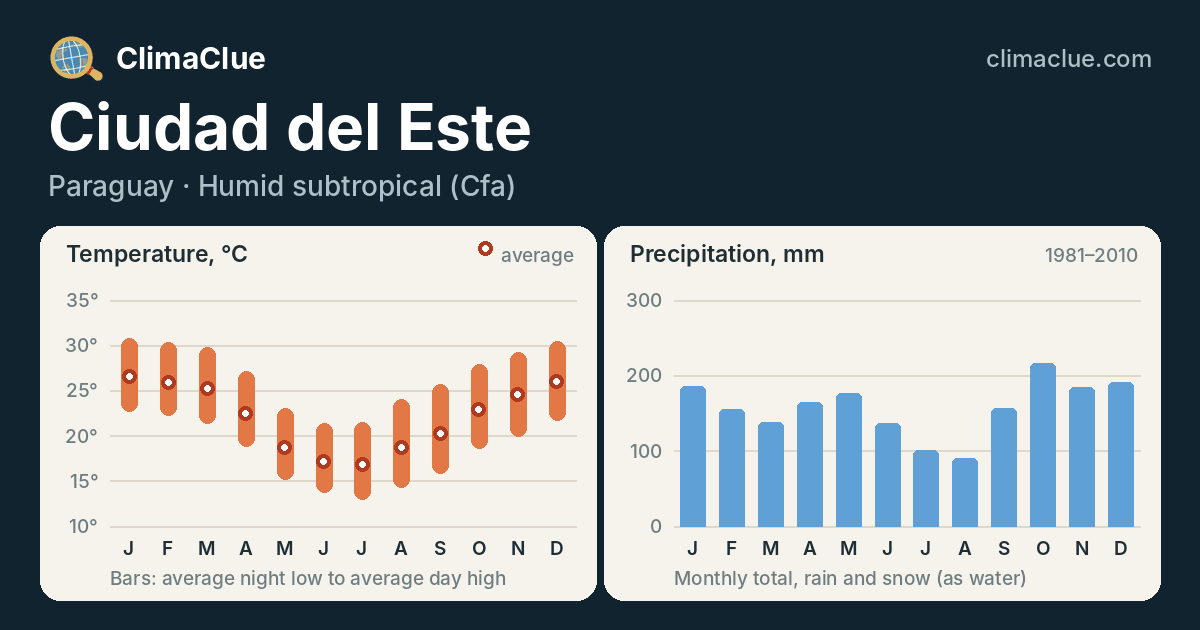 ClimaClue
climaclue.com
Ciudad del Este
Paraguay · Humid subtropical (Cfa)
Temperature, °C
average
35°
30°
25°
20°
15°
10°
J F M A M J J A S O N D
Bars: average night low to average day high
Precipitation, mm
1981–2010
300
200
100
0
J F M A M J J A S O N D
Monthly total, rain and snow (as water)